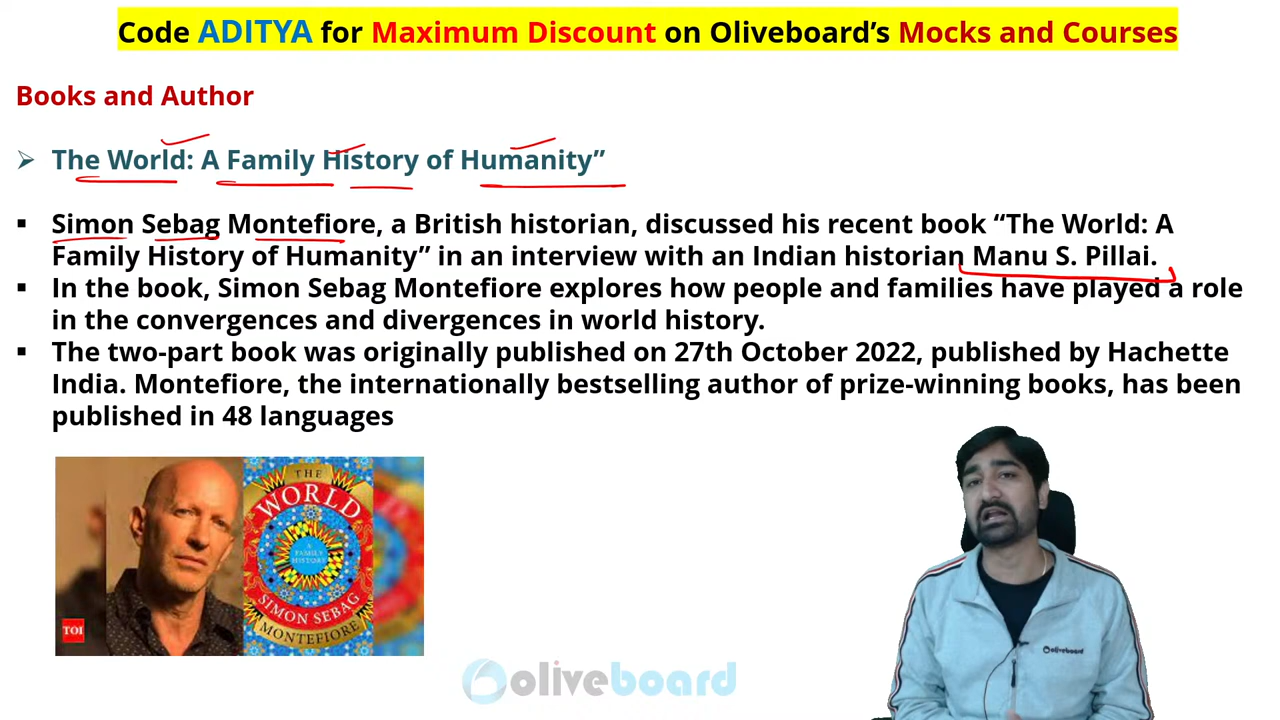 Code ADITYA for Maximum Discount on Oliveboard’s Mocks and Courses
Books and Author
The World: A Family History of Humanity”
Simon Sebag Montefiore, a British historian, discussed his recent book “The World: A
Family History of Humanity” in an interview with an Indian historian Manu S. Pillai.
In the book, Simon Sebag Montefiore explores how people and families have played a role
in the convergences and divergences in world history.
The two-part book was originally published on 27th October 2022, published by Hachette
India. Montefiore, the internationally bestselling author of prize-winning books, has been
published in 48 languages
THE
WORLD
A
FAMILY
HISTORY
SIMON SEBAG
MONTEFIORE
TOI
oliveboard
oliveboard